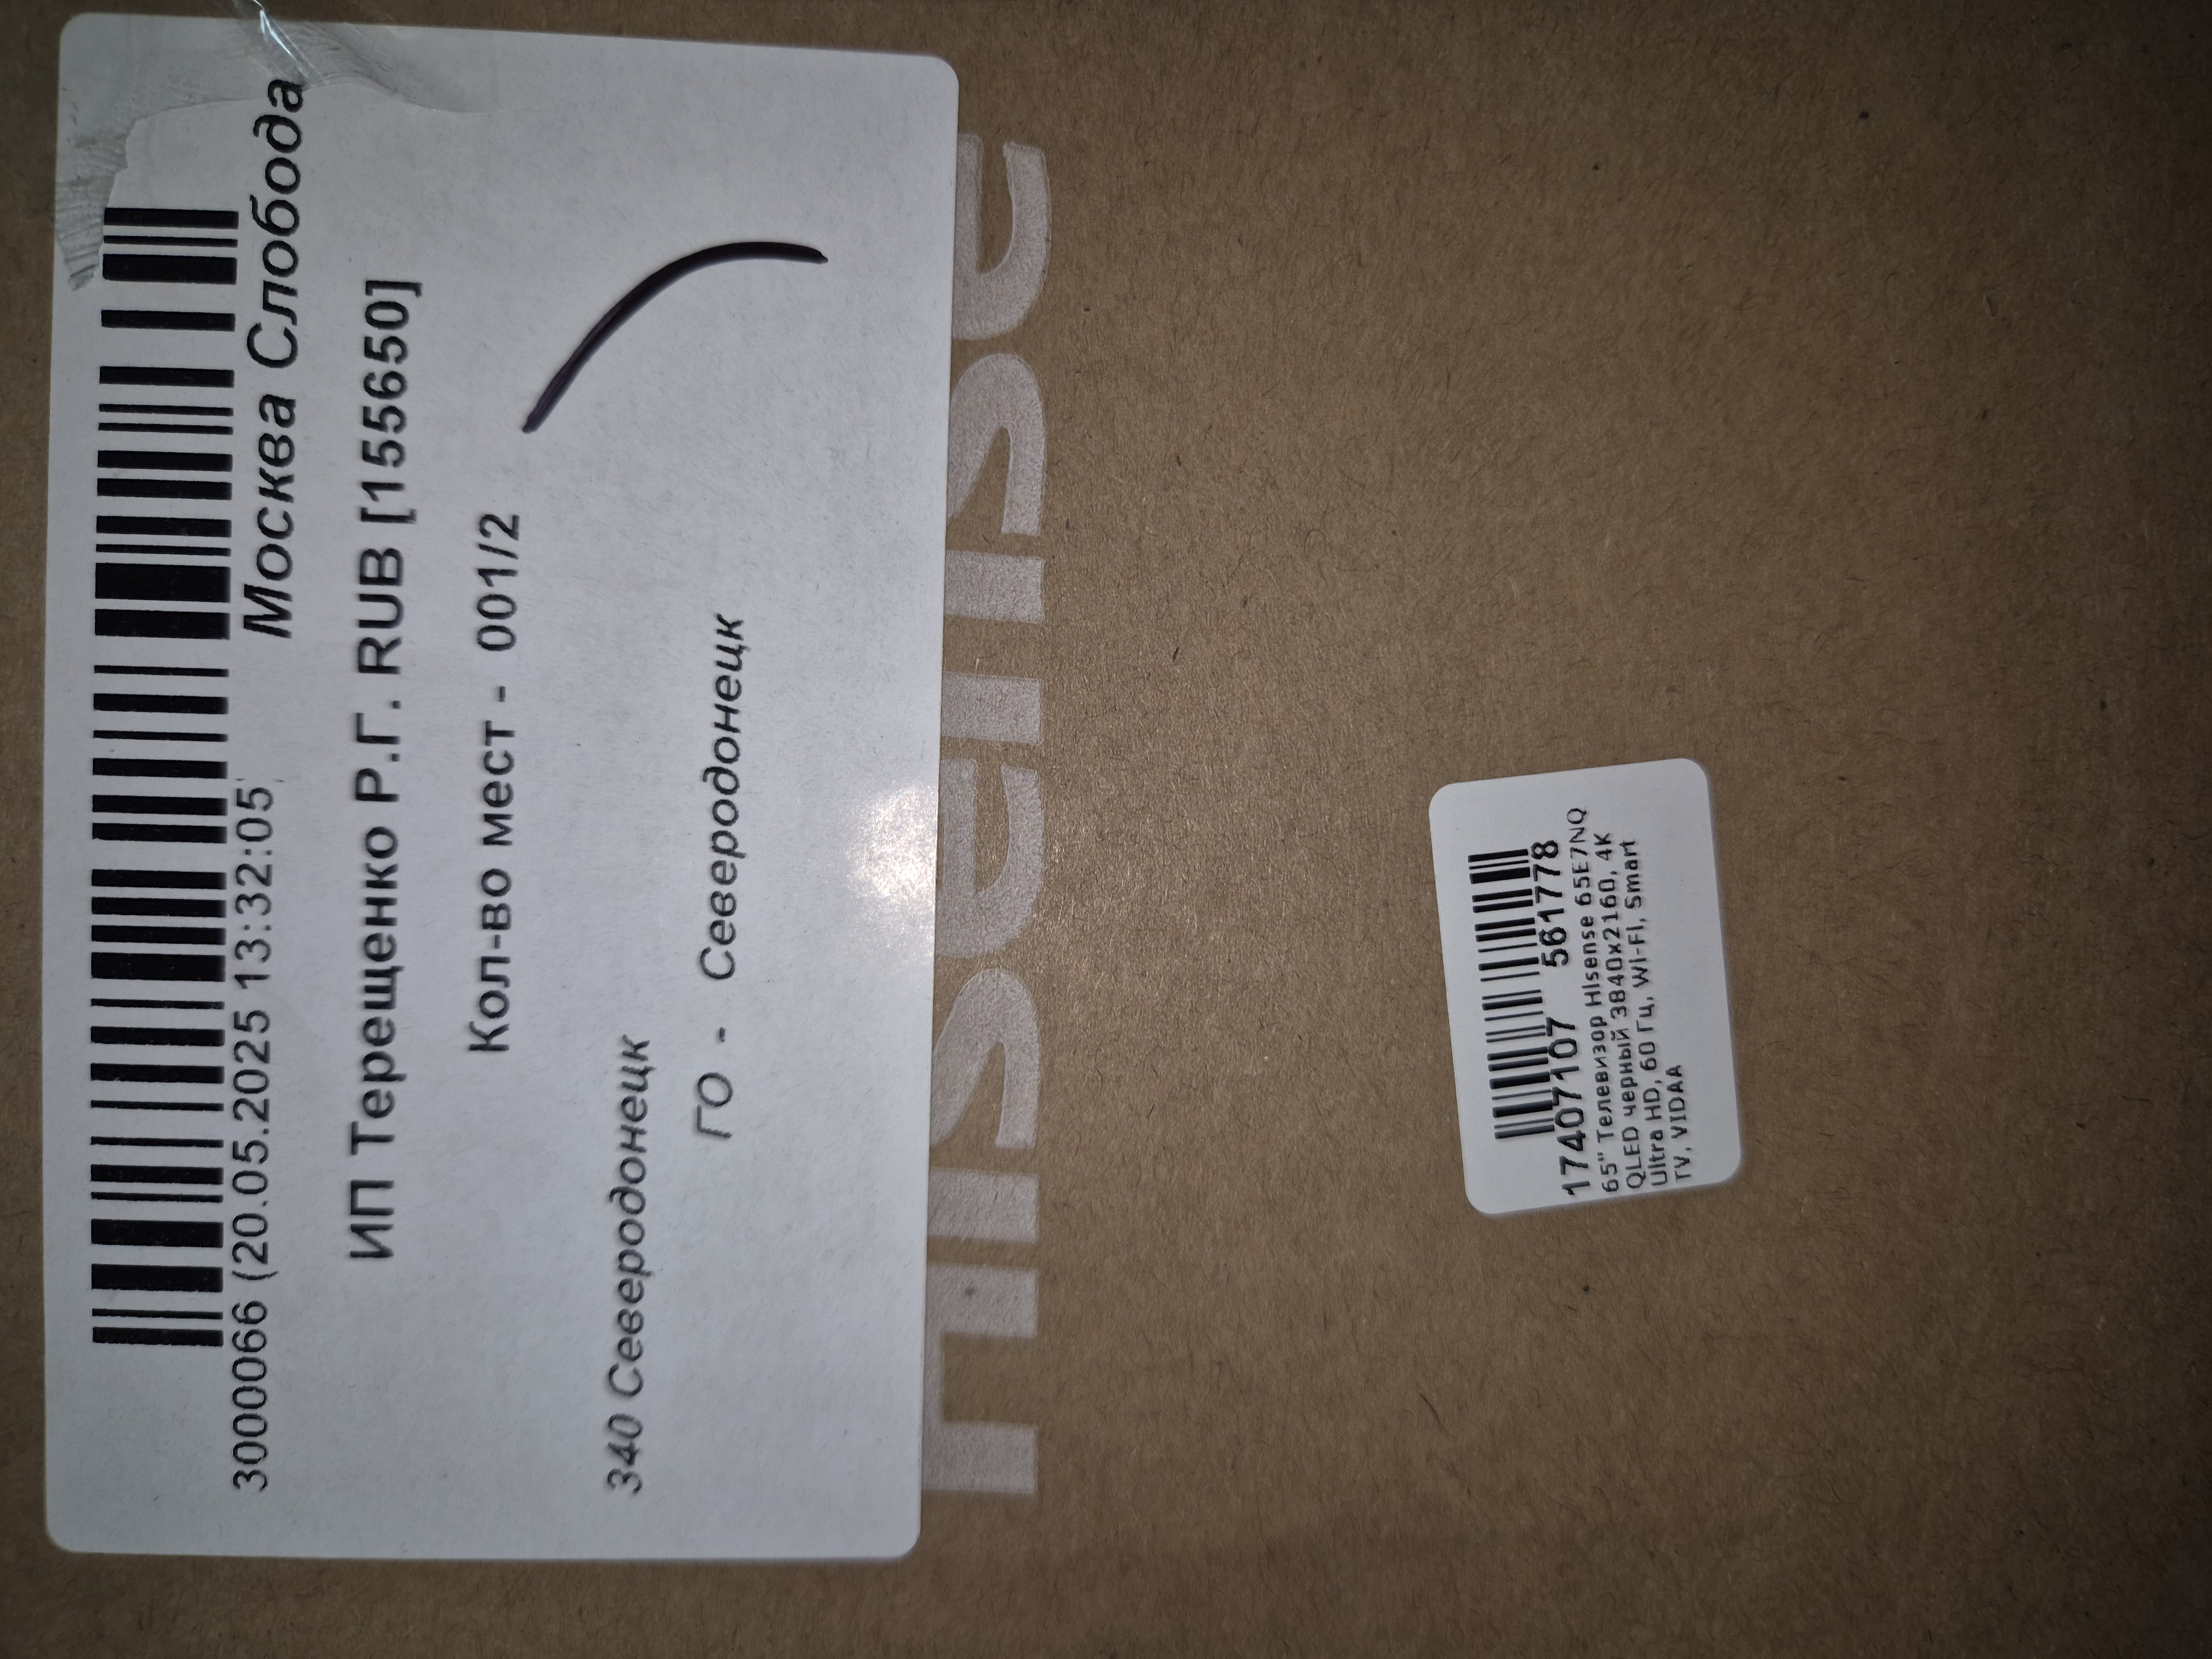 3000066 (20.05.2025 13:32:05)
Москва Слобода
ИП Терещенко Р.Г. RUB [155650]
Кол-во мест - 001/2
340 Северодонецк
ГО - Северодонецк
Hisense
17407107 561778
65" Телевизор Hisense 65E7NQ
QLED черный 3840x2160, 4K
Ultra HD, 60 Гц, Wi-Fi, Smart
TV, VIDAA